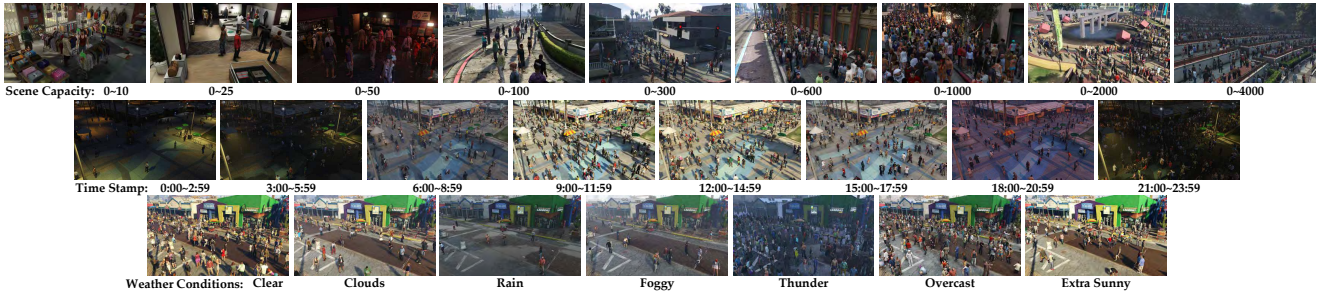 Scene Capacity: 0~10 0~25 0~50 0~100 0~300 0~600 0~1000 0~2000 0~4000
Time Stamp: 0:00~2:59 3:00~5:59 6:00~8:59 9:00~11:59 12:00~14:59 15:00~17:59 18:00~20:59 21:00~23:59
Weather Conditions: Clear Clouds Rain Foggy Thunder Overcast Extra Sunny